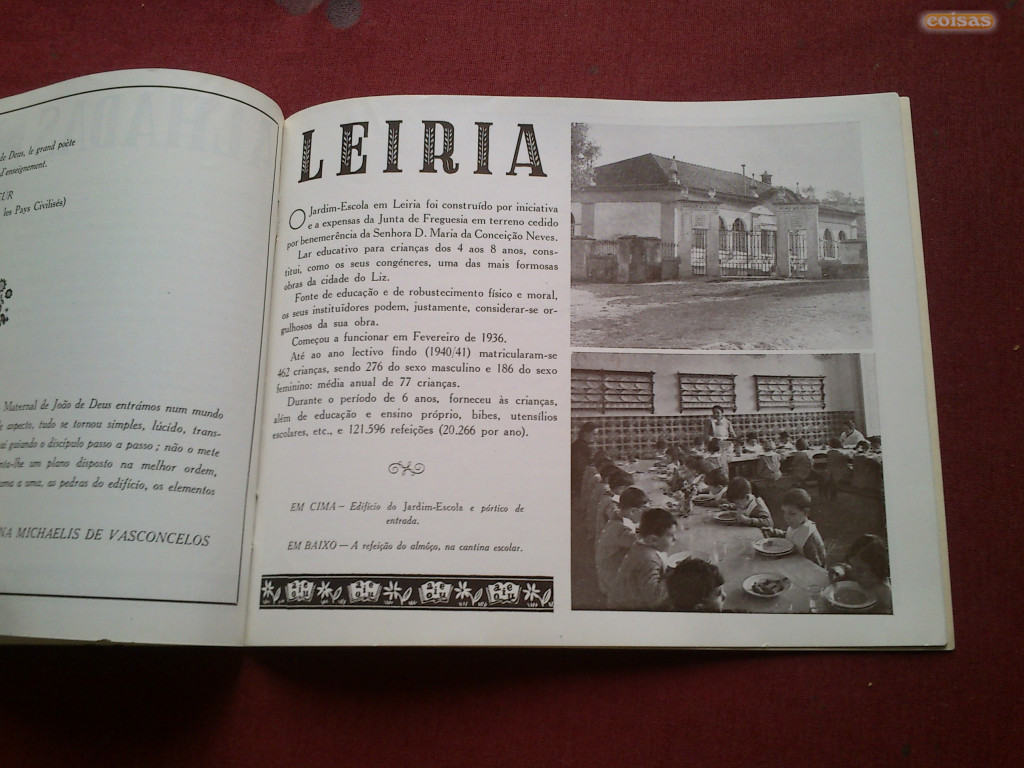 de Deus, le grand poète
d'enseignement.
EUR
les Pays Civilisés)
Maternal de João de Deus entrámos num mundo
aspecto, tudo se tornou simples, lúcido, trans-
guiando o discípulo passo a passo; não o mete
um plano disposto na melhor ordem,
uma a uma, as pedras do edifício, os elementos
NA MICHAELIS DE VASCONCELOS
LEIRIA
O Jardim-Escola em Leiria foi construído por iniciativa
e a expensas da Junta de Freguesia em terreno cedido
por benemerência da Senhora D. Maria da Conceição Neves.
Lar educativo para crianças dos 4 aos 8 anos, cons-
titui, como os seus congéneres, uma das mais formosas
obras da cidade do Liz.
Fonte de educação e de robustecimento físico e moral,
os seus instituïdores podem, justamente, considerar-se or-
gulhosos da sua obra.
Começou a funcionar em Fevereiro de 1936.
Até ao ano lectivo findo (1940/41) matricularam-se
462 crianças, sendo 276 do sexo masculino e 186 do sexo
feminino: média anual de 77 crianças.
Durante o período de 6 anos, forneceu às crianças,
além de educação e ensino próprio, bibes, utensílios
escolares, etc., e 121.596 refeições (20.266 por ano).
EM CIMA — Edifício do Jardim-Escola e pórtico de
entrada.
EM BAIXO — A refeição do almôço, na cantina escolar.
coisas